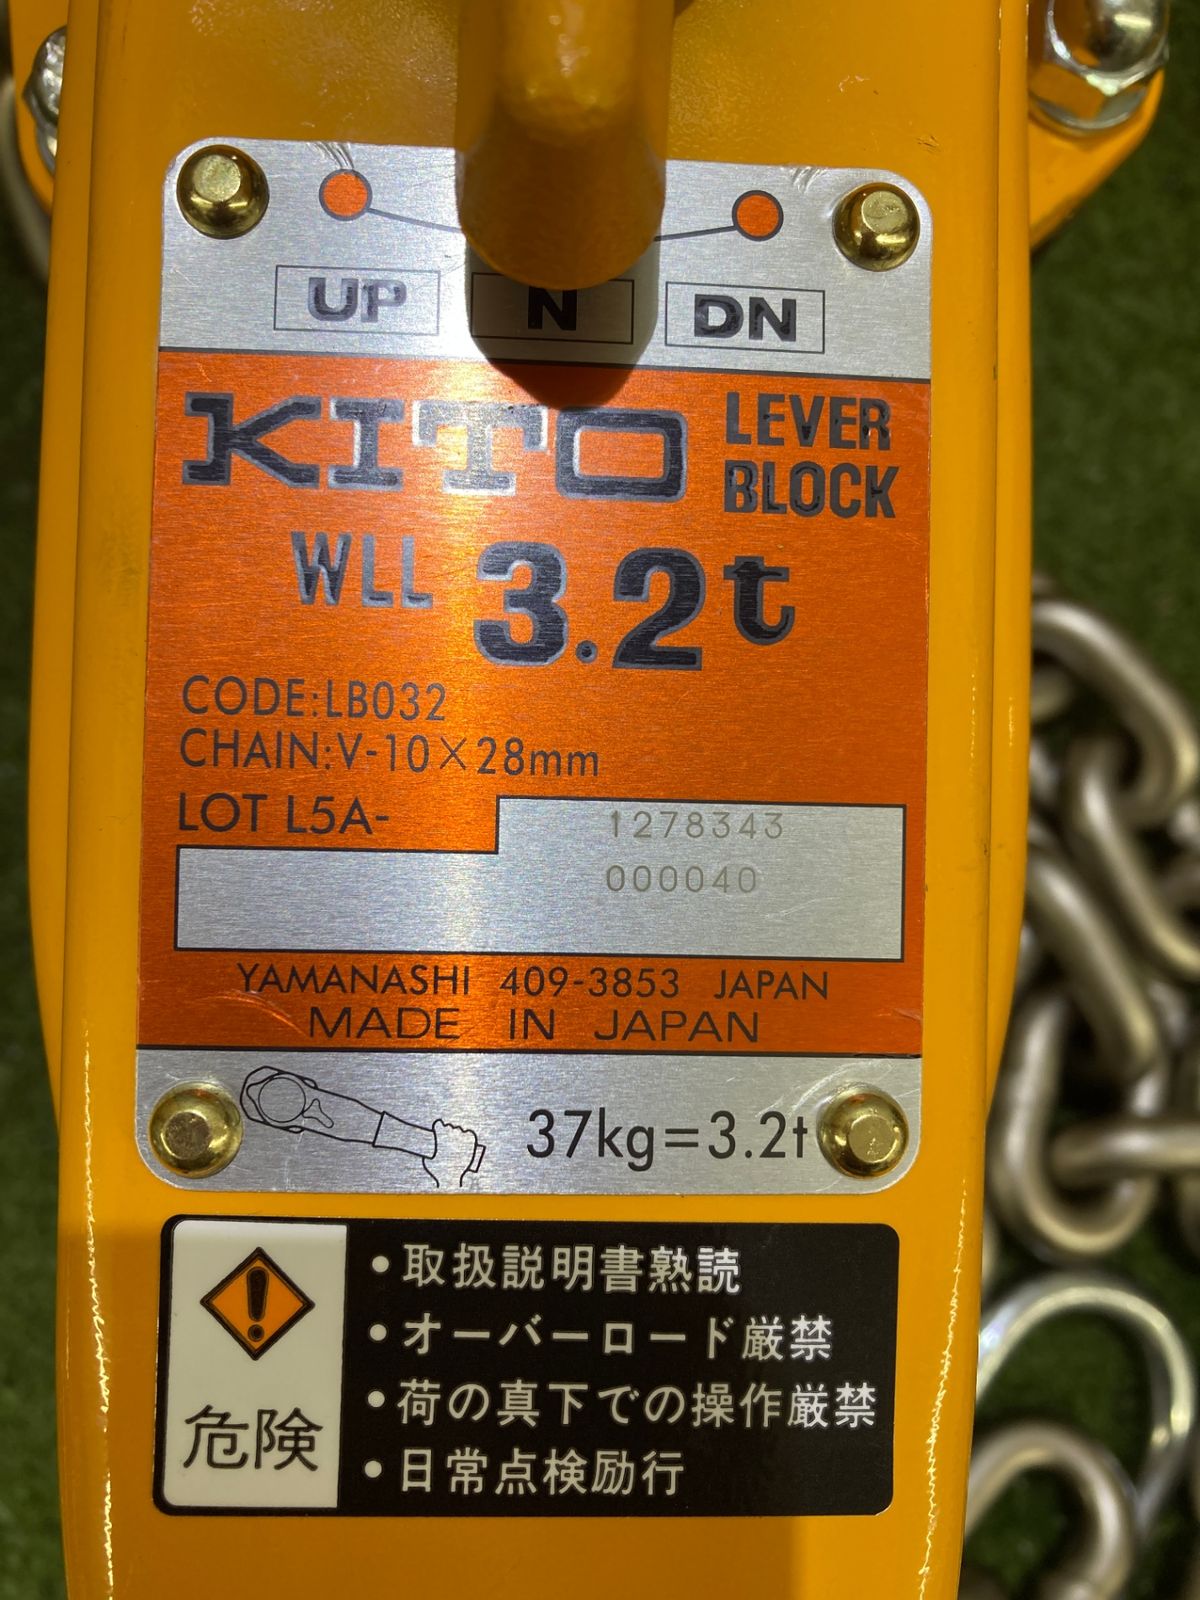 UP N DN
KITO LEVER BLOCK
WLL 3.2t
CODE:LB032
CHAIN:V-10×28mm
LOT L5A- 1278343
000040
YAMANASHI 409-3853 JAPAN
MADE IN JAPAN
37kg=3.2t
危険
•取扱説明書熟読
•オーバーロード厳禁
•荷の真下での操作厳禁
•日常点検励行